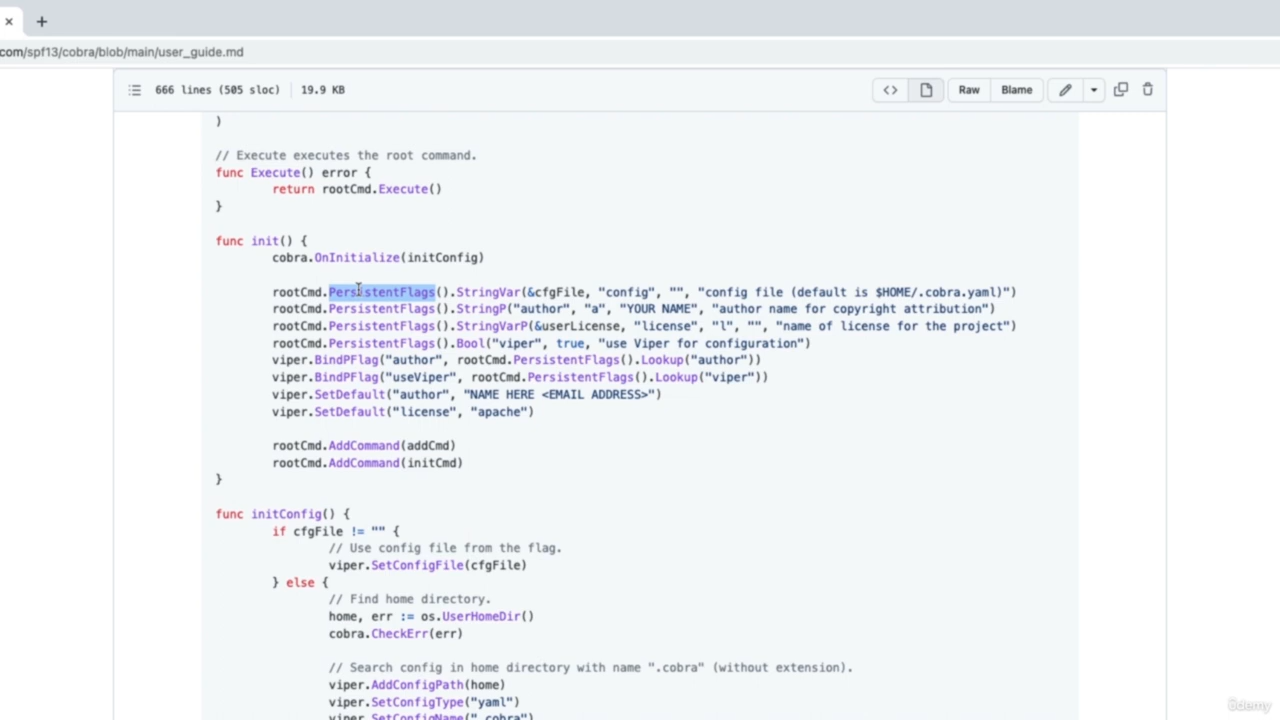 com/spf13/cobra/blob/main/user_guide.md
666 lines (505 sloc) 19.9 KB Raw Blame
)
// Execute executes the root command.
func Execute() error {
return rootCmd.Execute()
}
func init() {
cobra.OnInitialize(initConfig)
rootCmd.PersistentFlags().StringVar(&cfgFile, "config", "", "config file (default is $HOME/.cobra.yaml)")
rootCmd.PersistentFlags().StringP("author", "a", "YOUR NAME", "author name for copyright attribution")
rootCmd.PersistentFlags().StringVarP(&userLicense, "license", "l", "", "name of license for the project")
rootCmd.PersistentFlags().Bool("viper", true, "use Viper for configuration")
viper.BindPFlag("author", rootCmd.PersistentFlags().Lookup("author"))
viper.BindPFlag("useViper", rootCmd.PersistentFlags().Lookup("viper"))
viper.SetDefault("author", "NAME HERE <EMAIL ADDRESS>")
viper.SetDefault("license", "apache")
rootCmd.AddCommand(addCmd)
rootCmd.AddCommand(initCmd)
}
func initConfig() {
if cfgFile != "" {
// Use config file from the flag.
viper.SetConfigFile(cfgFile)
} else {
// Find home directory.
home, err := os.UserHomeDir()
cobra.CheckErr(err)
// Search config in home directory with name ".cobra" (without extension).
viper.AddConfigPath(home)
viper.SetConfigType("yaml")
viper.SetConfigName(".cobra")
ûdemy